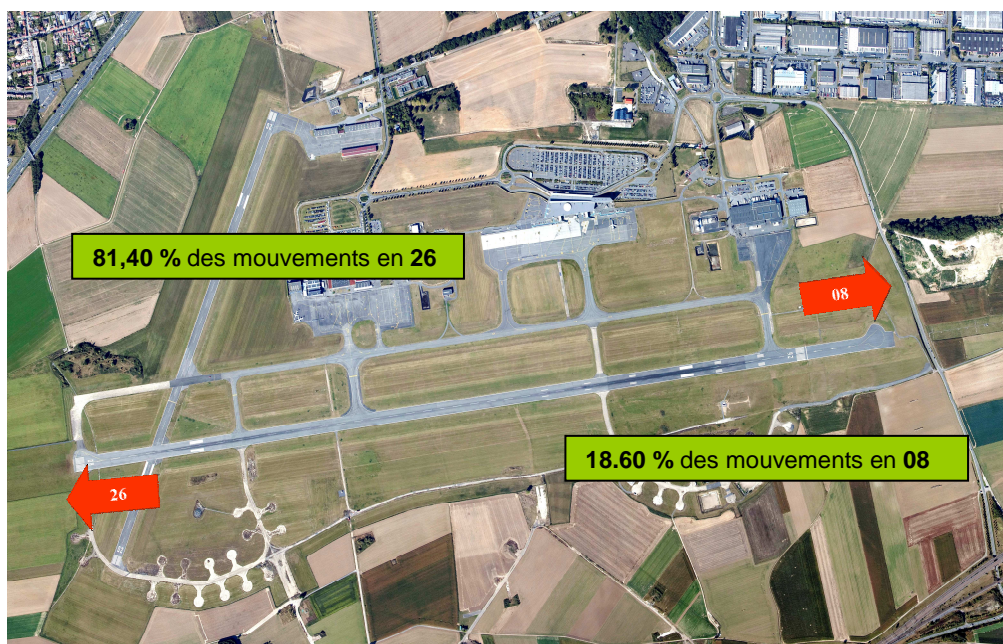 81,40 % des mouvements en 26
08
18.60 % des mouvements en 08
26